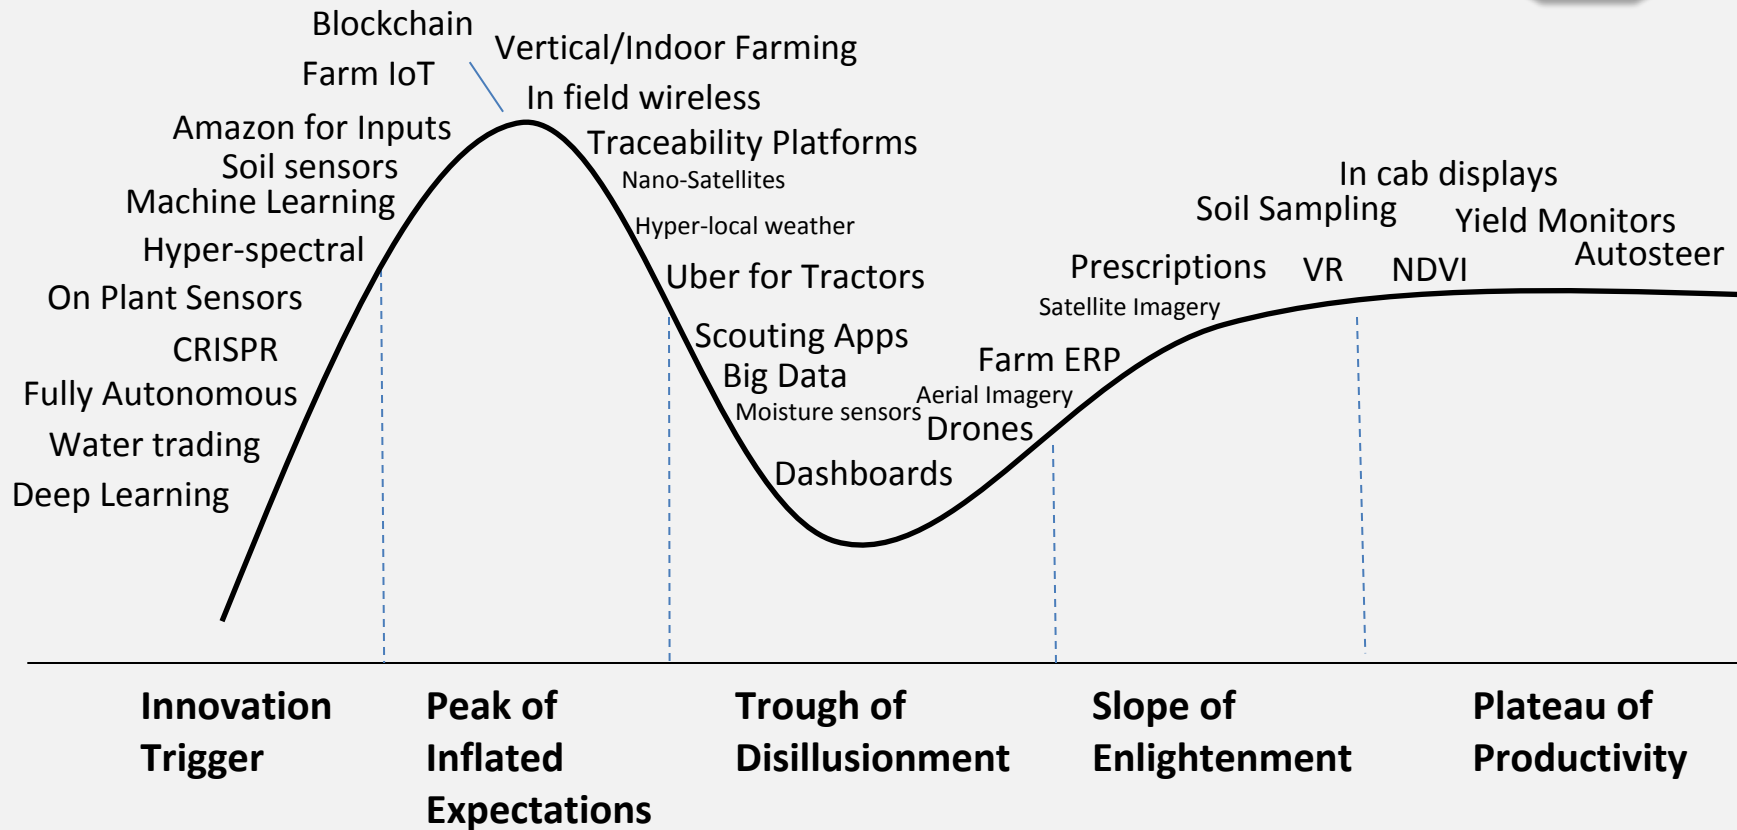 Blockchain
Vertical/Indoor Farming
Farm IoT
In field wireless
Amazon for Inputs
Traceability Platforms
Soil sensors
Nano-Satellites
Machine Learning
Hyper-local weather
Hyper-spectral
Uber for Tractors
On Plant Sensors
Scouting Apps
CRISPR
Big Data
Fully Autonomous
Moisture sensors
Water trading
Dashboards
Deep Learning
Drones
Aerial Imagery
Farm ERP
Satellite Imagery
Prescriptions
VR
NDVI
Soil Sampling
In cab displays
Yield Monitors
Autosteer
Innovation
Trigger
Peak of
Inflated
Expectations
Trough of
Disillusionment
Slope of
Enlightenment
Plateau of
Productivity